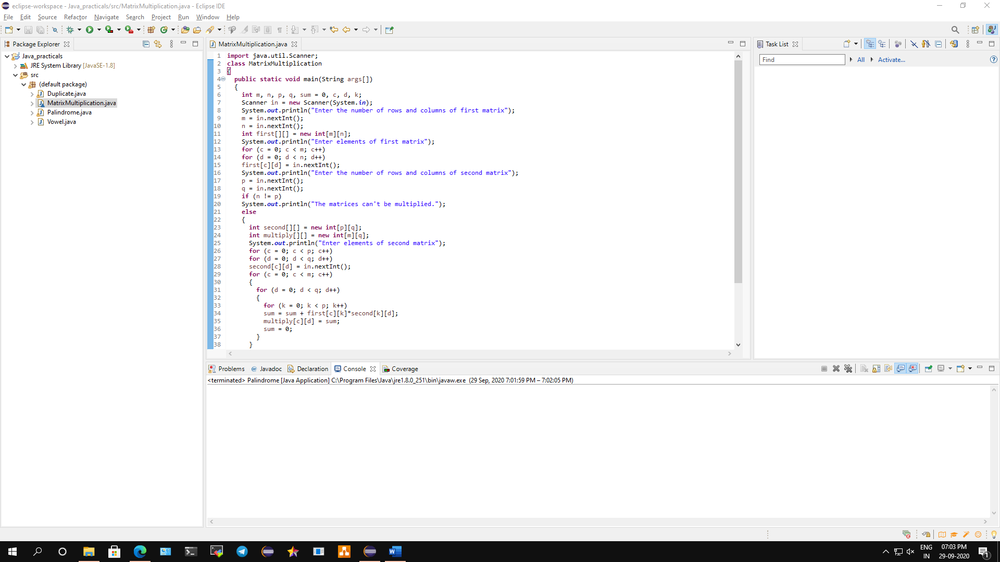 eclipse-workspace - Java_practicals/src/MatrixMultiplication.java - Eclipse IDE
File Edit Source Refactor Navigate Search Project Run Window Help
Package Explorer
Java_practicals
JRE System Library [JavaSE-1.8]
src
(default package)
Duplicate.java
MatrixMultiplication.java
Palindrome.java
Vowel.java
MatrixMultiplication.java
1 import java.util.Scanner;
2 class MatrixMultiplication
3 {
4 public static void main(String args[])
5 {
6 int m, n, p, q, sum = 0, c, d, k;
7 Scanner in = new Scanner(System.in);
8 System.out.println("Enter the number of rows and columns of first matrix");
9 m = in.nextInt();
10 n = in.nextInt();
11 int first[][] = new int[m][n];
12 System.out.println("Enter elements of first matrix");
13 for (c = 0; c < m; c++)
14 for (d = 0; d < n; d++)
15 first[c][d] = in.nextInt();
16 System.out.println("Enter the number of rows and columns of second matrix");
17 p = in.nextInt();
18 q = in.nextInt();
19 if (n != p)
20 System.out.println("The matrices can't be multiplied.");
21 else
22 {
23 int second[][] = new int[p][q];
24 int multiply[][] = new int[m][q];
25 System.out.println("Enter elements of second matrix");
26 for (c = 0; c < p; c++)
27 for (d = 0; d < q; d++)
28 second[c][d] = in.nextInt();
29 for (c = 0; c < m; c++)
30 {
31 for (d = 0; d < q; d++)
32 {
33 for (k = 0; k < p; k++)
34 sum = sum + first[c][k]*second[k][d];
35 multiply[c][d] = sum;
36 sum = 0;
37 }
38 }
Task List
Find All Activate...
Problems @ Javadoc Declaration Console Coverage
<terminated> Palindrome [Java Application] C:\Program Files\Java\jre1.8.0_251\bin\javaw.exe (29 Sep, 2020 7:01:59 PM – 7:02:05 PM)
ENG
IN
07:03 PM
29-09-2020
1